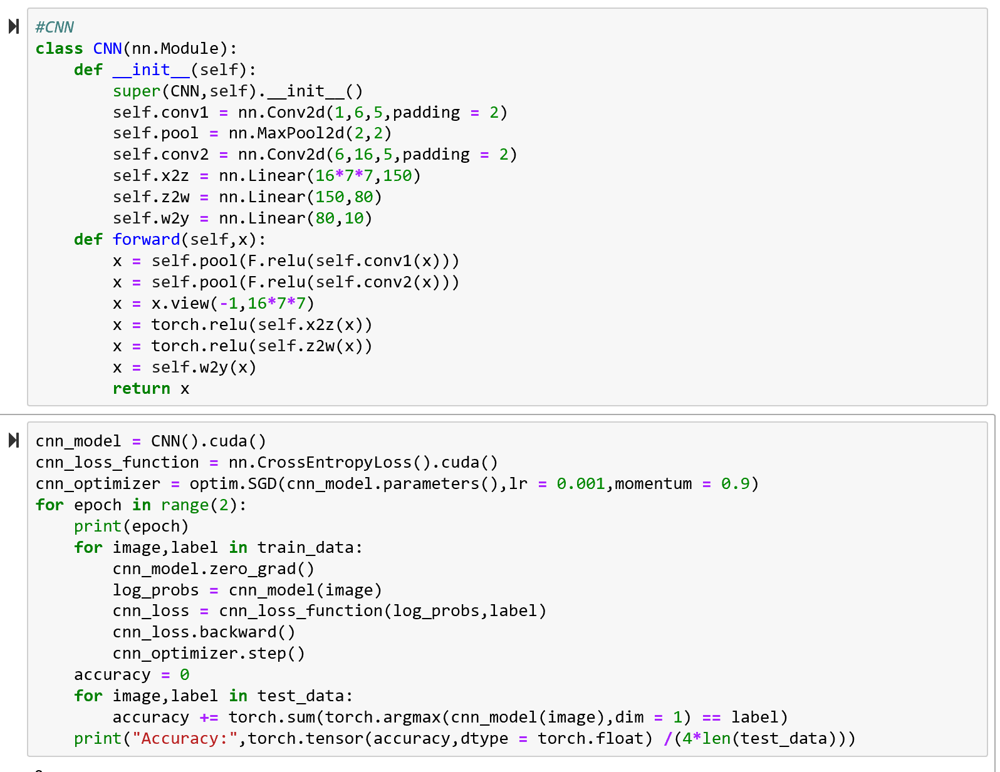 #CNN
class CNN(nn.Module):
    def __init__(self):
        super(CNN,self).__init__()
        self.conv1 = nn.Conv2d(1,6,5,padding = 2)
        self.pool = nn.MaxPool2d(2,2)
        self.conv2 = nn.Conv2d(6,16,5,padding = 2)
        self.x2z = nn.Linear(16*7*7,150)
        self.z2w = nn.Linear(150,80)
        self.w2y = nn.Linear(80,10)
    def forward(self,x):
        x = self.pool(F.relu(self.conv1(x)))
        x = self.pool(F.relu(self.conv2(x)))
        x = x.view(-1,16*7*7)
        x = torch.relu(self.x2z(x))
        x = torch.relu(self.z2w(x))
        x = self.w2y(x)
        return x
cnn_model = CNN().cuda()
cnn_loss_function = nn.CrossEntropyLoss().cuda()
cnn_optimizer = optim.SGD(cnn_model.parameters(),lr = 0.001,momentum = 0.9)
for epoch in range(2):
    print(epoch)
    for image,label in train_data:
        cnn_model.zero_grad()
        log_probs = cnn_model(image)
        cnn_loss = cnn_loss_function(log_probs,label)
        cnn_loss.backward()
        cnn_optimizer.step()
    accuracy = 0
    for image,label in test_data:
        accuracy += torch.sum(torch.argmax(cnn_model(image),dim = 1) == label)
    print("Accuracy:",torch.tensor(accuracy,dtype = torch.float) /(4*len(test_data)))